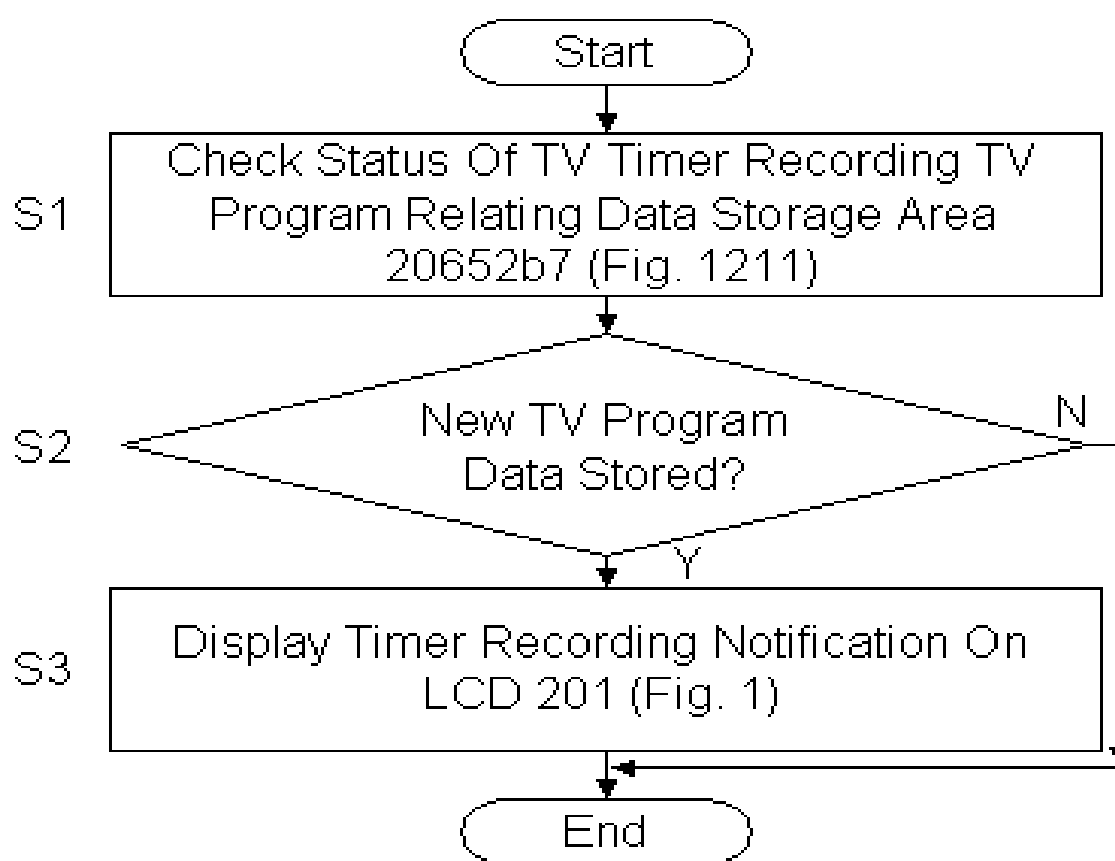 Start
S1
Check Status Of TV Timer Recording TV
Program Relating Data Storage Area
20652b7 (Fig. 1211)
S2
New TV Program
Data Stored?
N
Y
S3
Display Timer Recording Notification On
LCD 201 (Fig. 1)
End